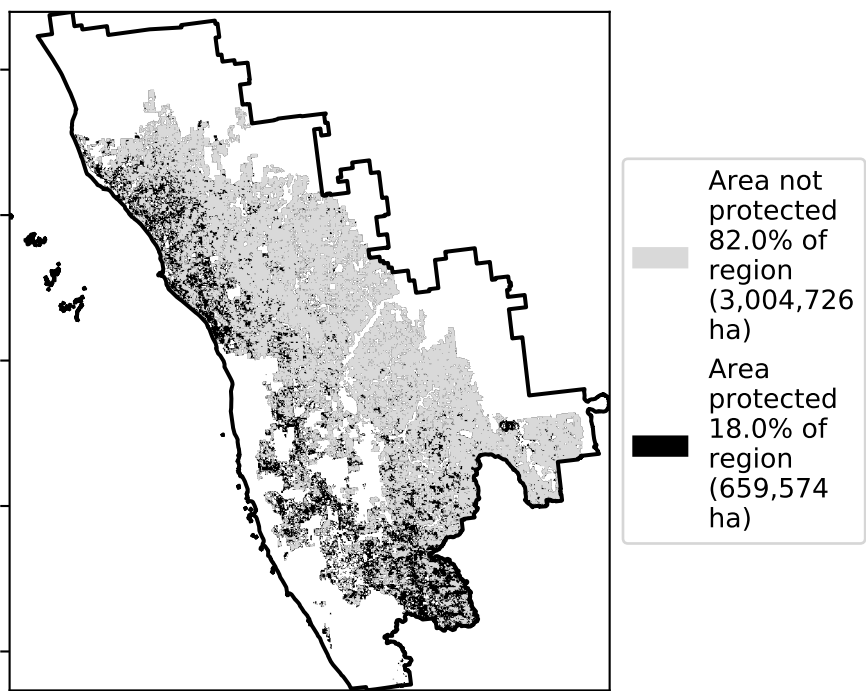 Area not
protected
82.0% of
region
(3,004,726
ha)
Area
protected
18.0% of
region
(659,574
ha)